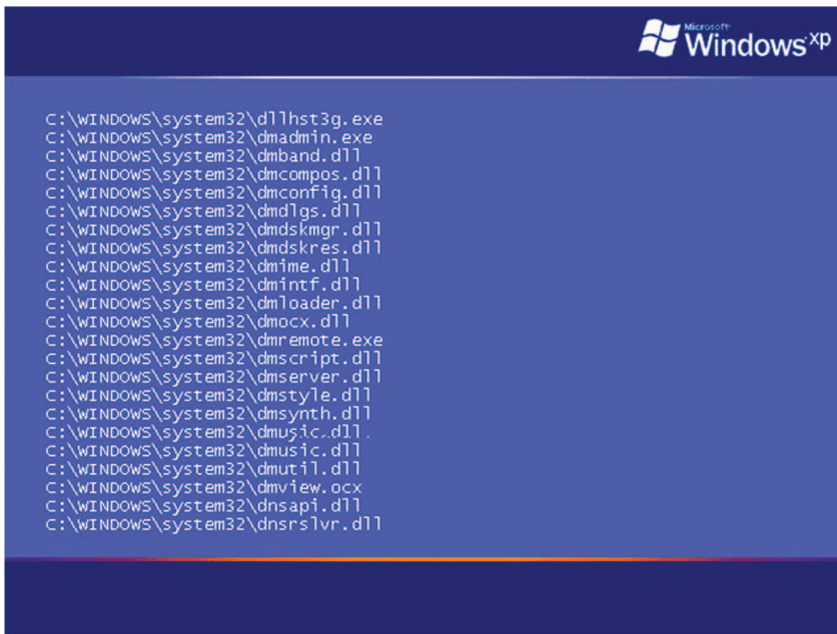 Microsoft
Windows xp
C:\WINDOWS\system32\dllhst3g.exe
C:\WINDOWS\system32\dmadmin.exe
C:\WINDOWS\system32\dmband.dll
C:\WINDOWS\system32\dmcompos.dll
C:\WINDOWS\system32\dmconfig.dll
C:\WINDOWS\system32\dmdlgs.dll
C:\WINDOWS\system32\dmdskmgr.dll
C:\WINDOWS\system32\dmdskres.dll
C:\WINDOWS\system32\dmime.dll
C:\WINDOWS\system32\dmintf.dll
C:\WINDOWS\system32\dmloader.dll
C:\WINDOWS\system32\dmocx.dll
C:\WINDOWS\system32\dmremote.exe
C:\WINDOWS\system32\dmscript.dll
C:\WINDOWS\system32\dmserver.dll
C:\WINDOWS\system32\dmstyle.dll
C:\WINDOWS\system32\dmsynth.dll
C:\WINDOWS\system32\dmusic.dll
C:\WINDOWS\system32\dmusic.dll
C:\WINDOWS\system32\dmutil.dll
C:\WINDOWS\system32\dmview.ocx
C:\WINDOWS\system32\dnsapi.dll
C:\WINDOWS\system32\dnsrslvr.dll